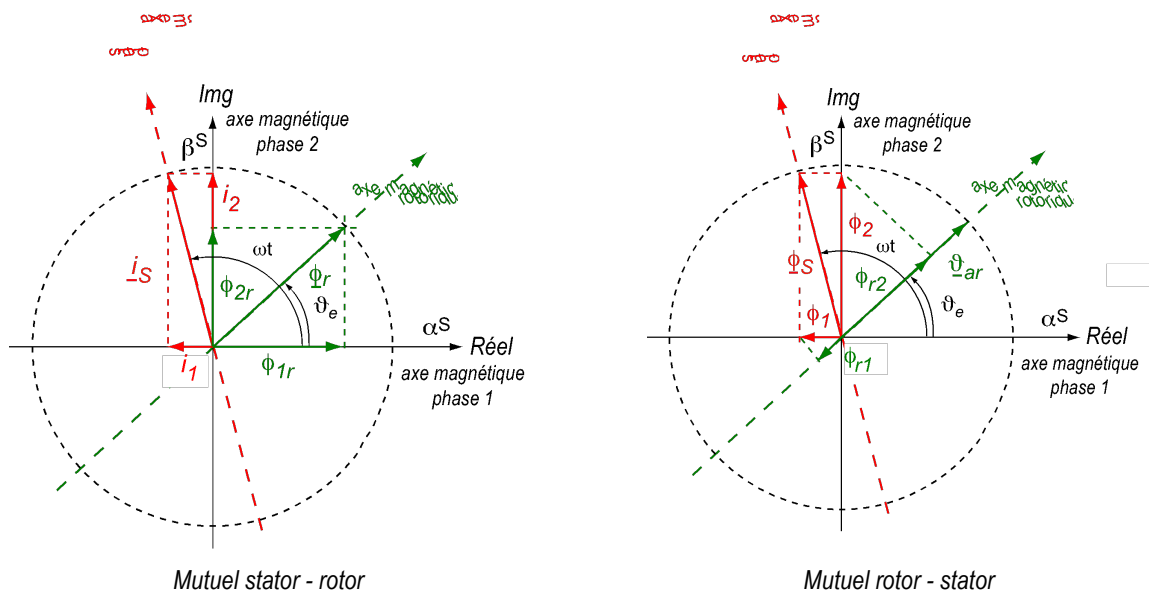 Img
axe magnétique
phase 2
βS
i2
ωt
iS
ϕ2r
ϕr
ϑe
αS
Réel
i1
ϕ1r
axe magnétique
phase 1
Mutuel stator - rotor
Img
axe magnétique
phase 2
βS
ϕ2
ωt
ϕS
ϕr2
ϑar
ϕ1
ϑe
αS
Réel
ϕr1
axe magnétique
phase 1
Mutuel rotor - stator